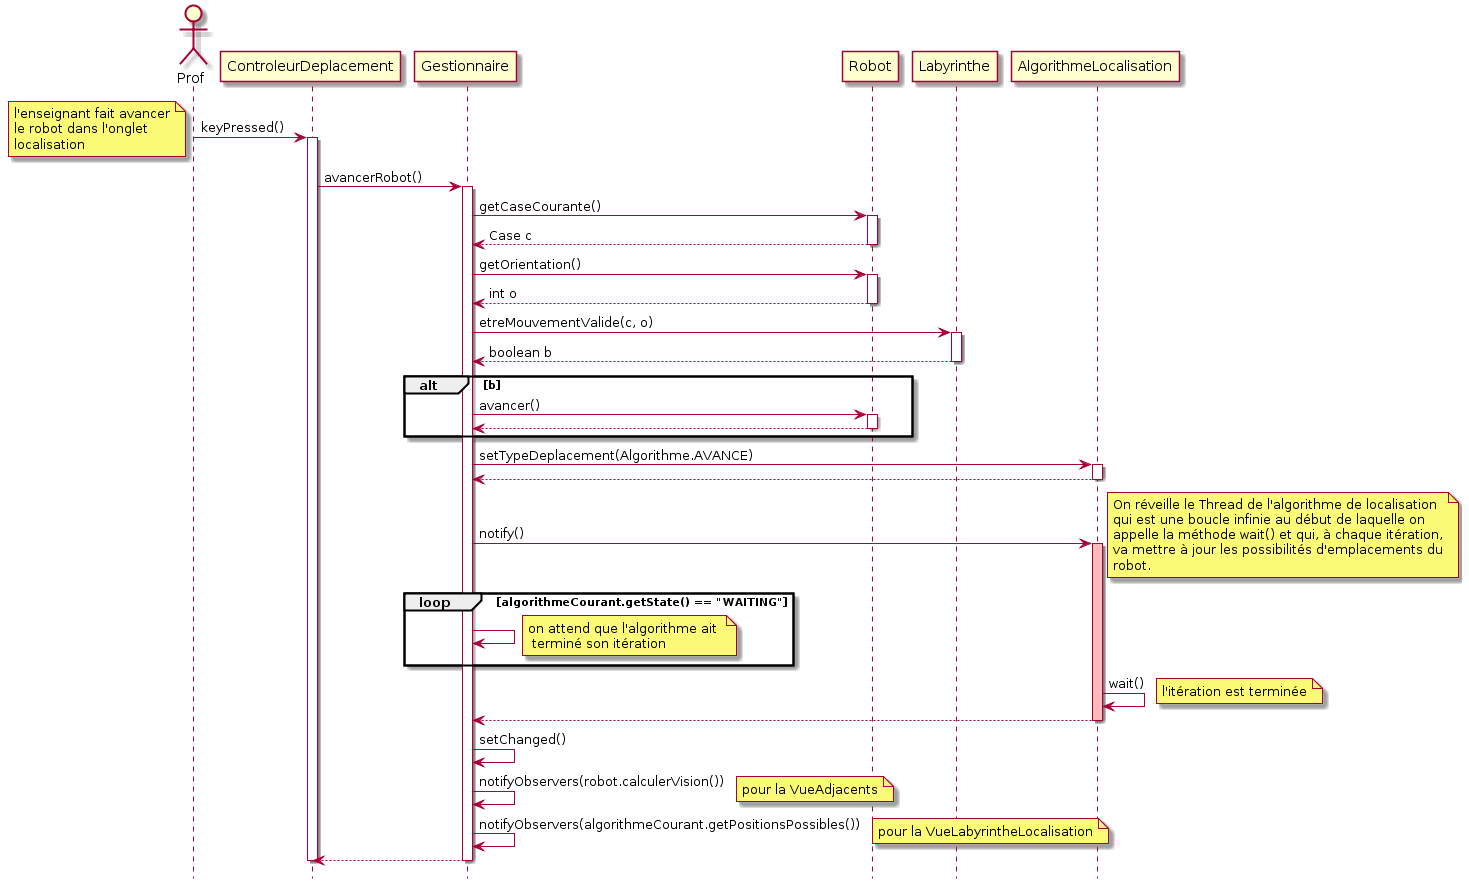 Prof
ControleurDeplacement
Gestionnaire
Robot
Labyrinthe
AlgorithmeLocalisation
l'enseignant fait avancer
le robot dans l'onglet
localisation
keyPressed()
avancerRobot()
getCaseCourante()
Case c
getOrientation()
int o
etreMouvementValide(c, o)
boolean b
alt
[b]
avancer()
setTypeDeplacement(Algorithme.AVANCE)
On réveille le Thread de l'algorithme de localisation
qui est une boucle infinie au début de laquelle on
appelle la méthode wait() et qui, à chaque itération,
va mettre à jour les possibilités d'emplacements du
robot.
notify()
loop
[algorithmeCourant.getState() == "WAITING"]
on attend que l'algorithme ait
terminé son itération
wait()
l'itération est terminée
setChanged()
notifyObservers(robot.calculerVision())
pour la VueAdjacents
notifyObservers(algorithmeCourant.getPositionsPossibles())
pour la VueLabyrintheLocalisation